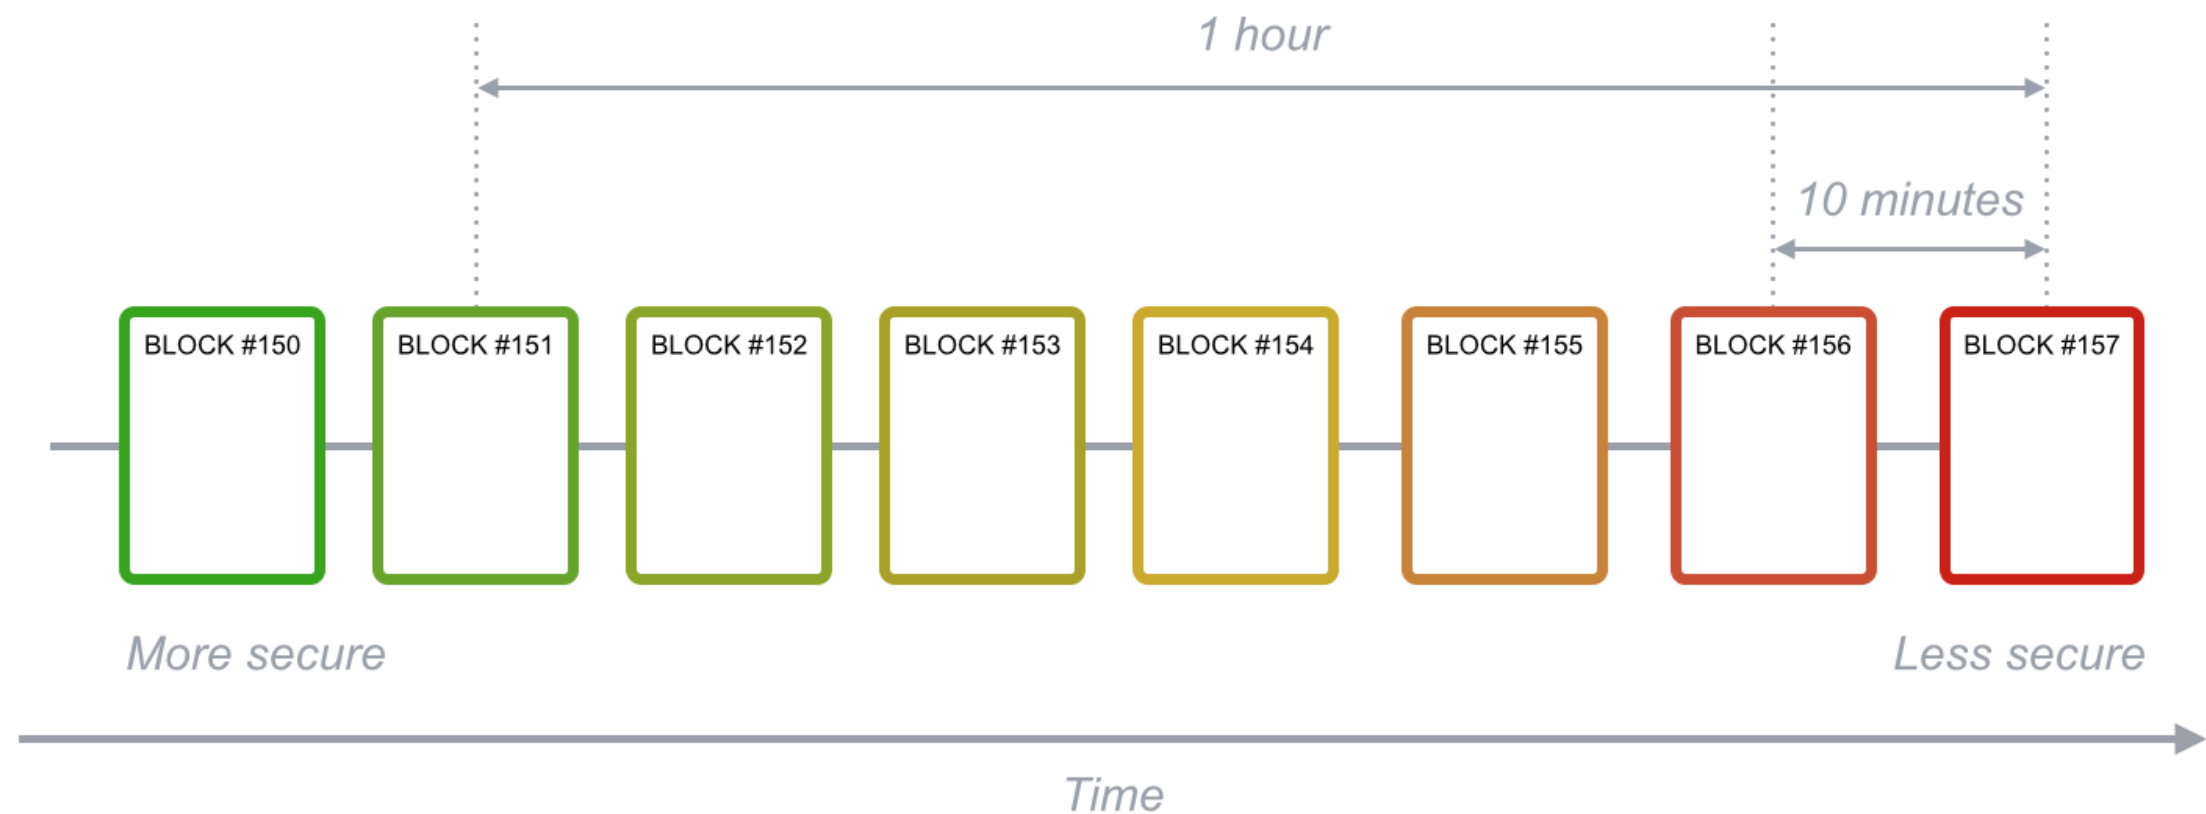 1 hour
10 minutes
BLOCK #150
BLOCK #151
BLOCK #152
BLOCK #153
BLOCK #154
BLOCK #155
BLOCK #156
BLOCK #157
More secure
Less secure
Time